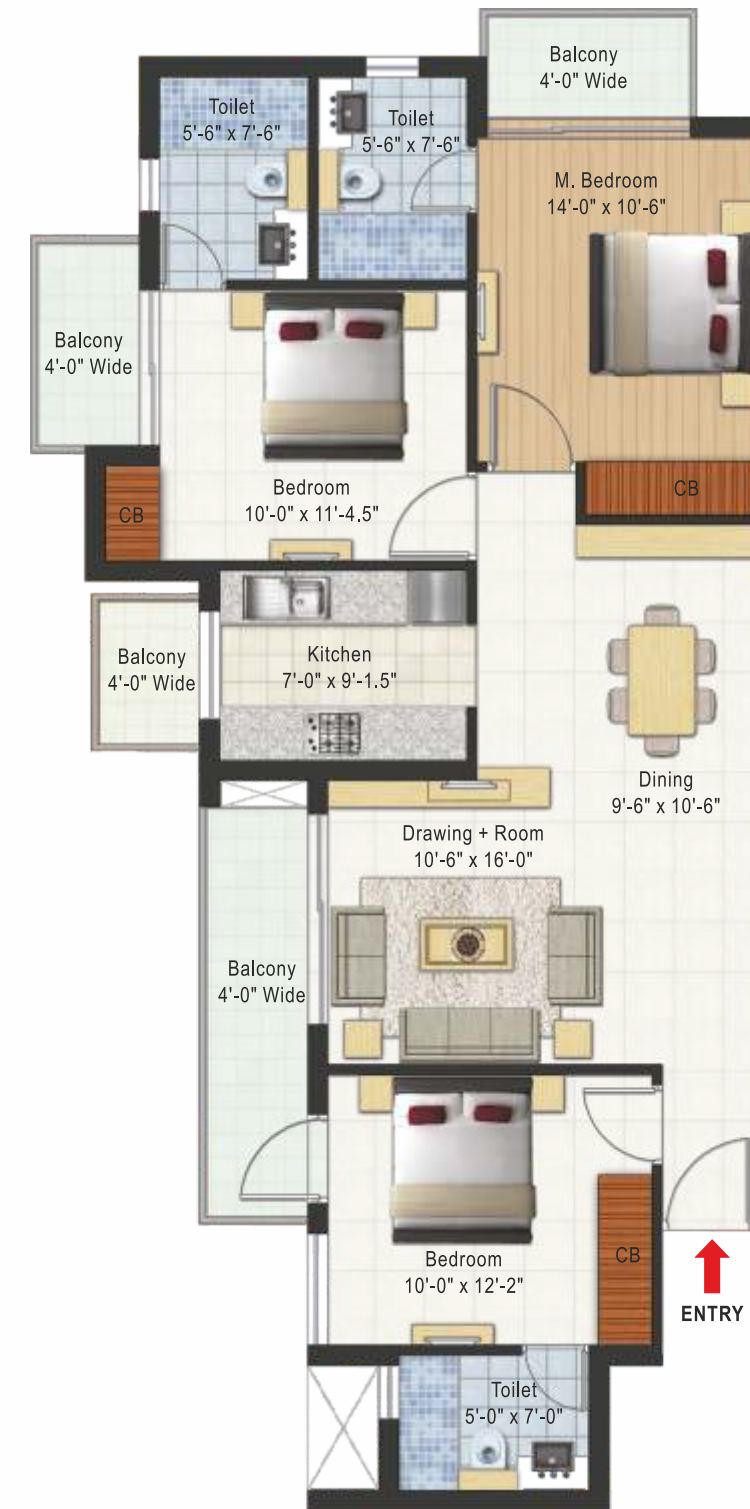 Balcony
4'-0" Wide
Toilet
5'-6" x 7'-6"
Toilet
5'-6" x 7'-6"
M. Bedroom
14'-0" x 10'-6"
Balcony
4'-0" Wide
Bedroom
10'-0" x 11'-4.5"
CB
CB
Kitchen
7'-0" x 9'-1.5"
Balcony
4'-0" Wide
Dining
9'-6" x 10'-6"
Drawing + Room
10'-6" x 16'-0"
Balcony
4'-0" Wide
Bedroom
10'-0" x 12'-2"
CB
ENTRY
Toilet
5'-0" x 7'-0"